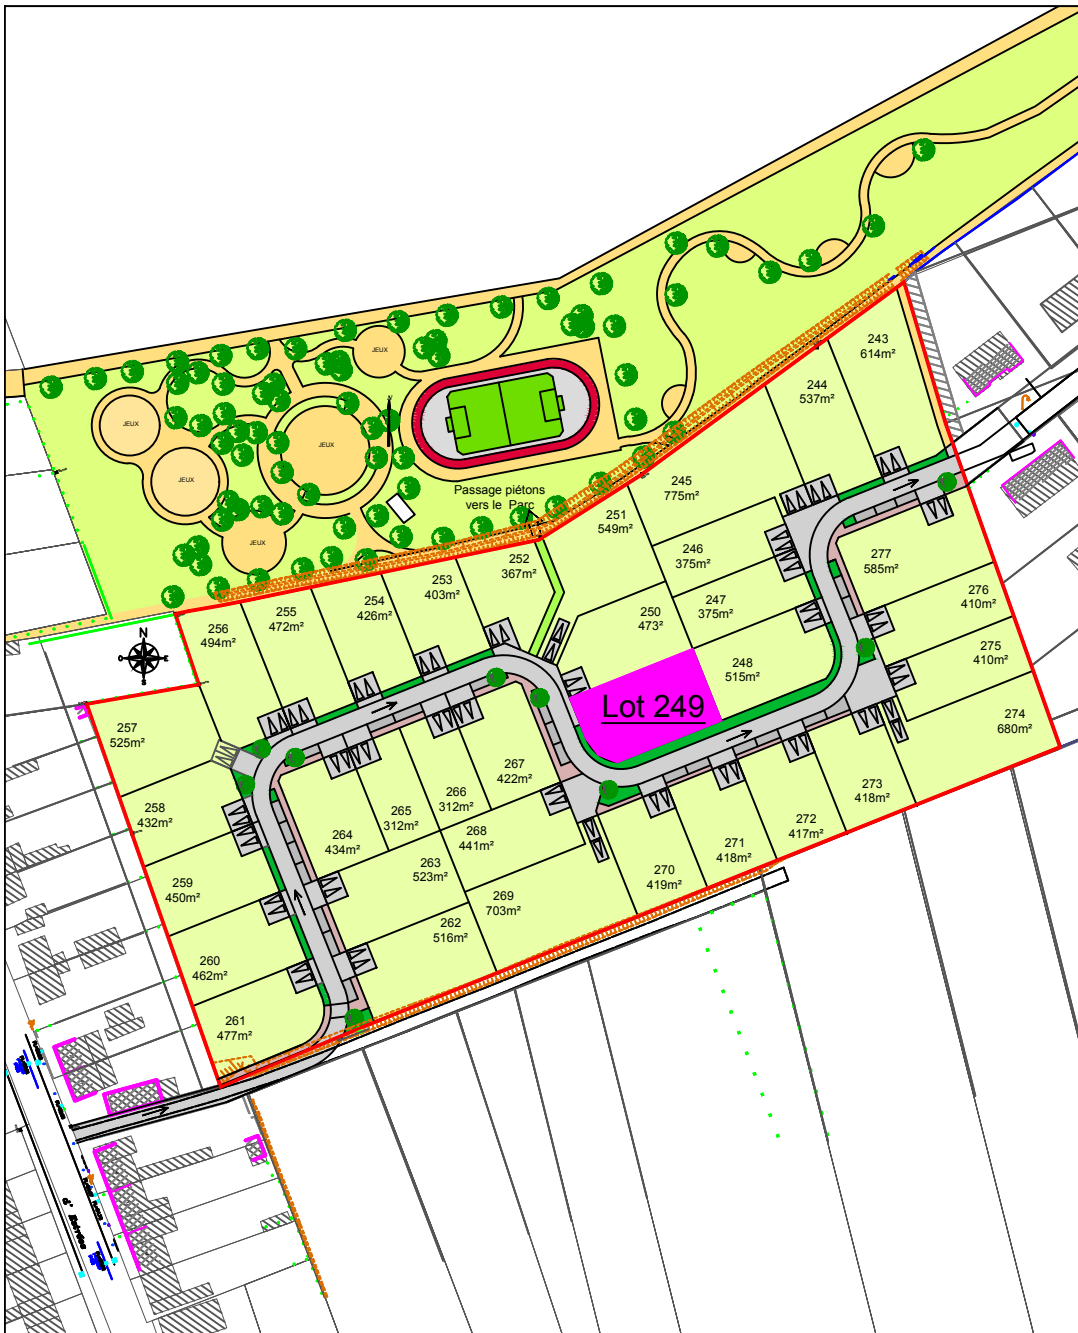 JEUX
JEUX
JEUX
JEUX
JEUX
Passage piétons
vers le Parc
243
614m²
244
537m²
245
775m²
251
549m²
246
375m²
247
375m²
250
473²
252
367m²
253
403m²
254
426m²
255
472m²
256
494m²
277
585m²
276
410m²
275
410m²
274
680m²
248
515m²
Lot 249
N
E
S
O
257
525m²
258
432m²
259
450m²
260
462m²
261
477m²
267
422m²
266
312m²
265
312m²
264
434m²
268
441m²
263
523m²
269
703m²
262
516m²
270
419m²
271
418m²
272
417m²
273
418m²